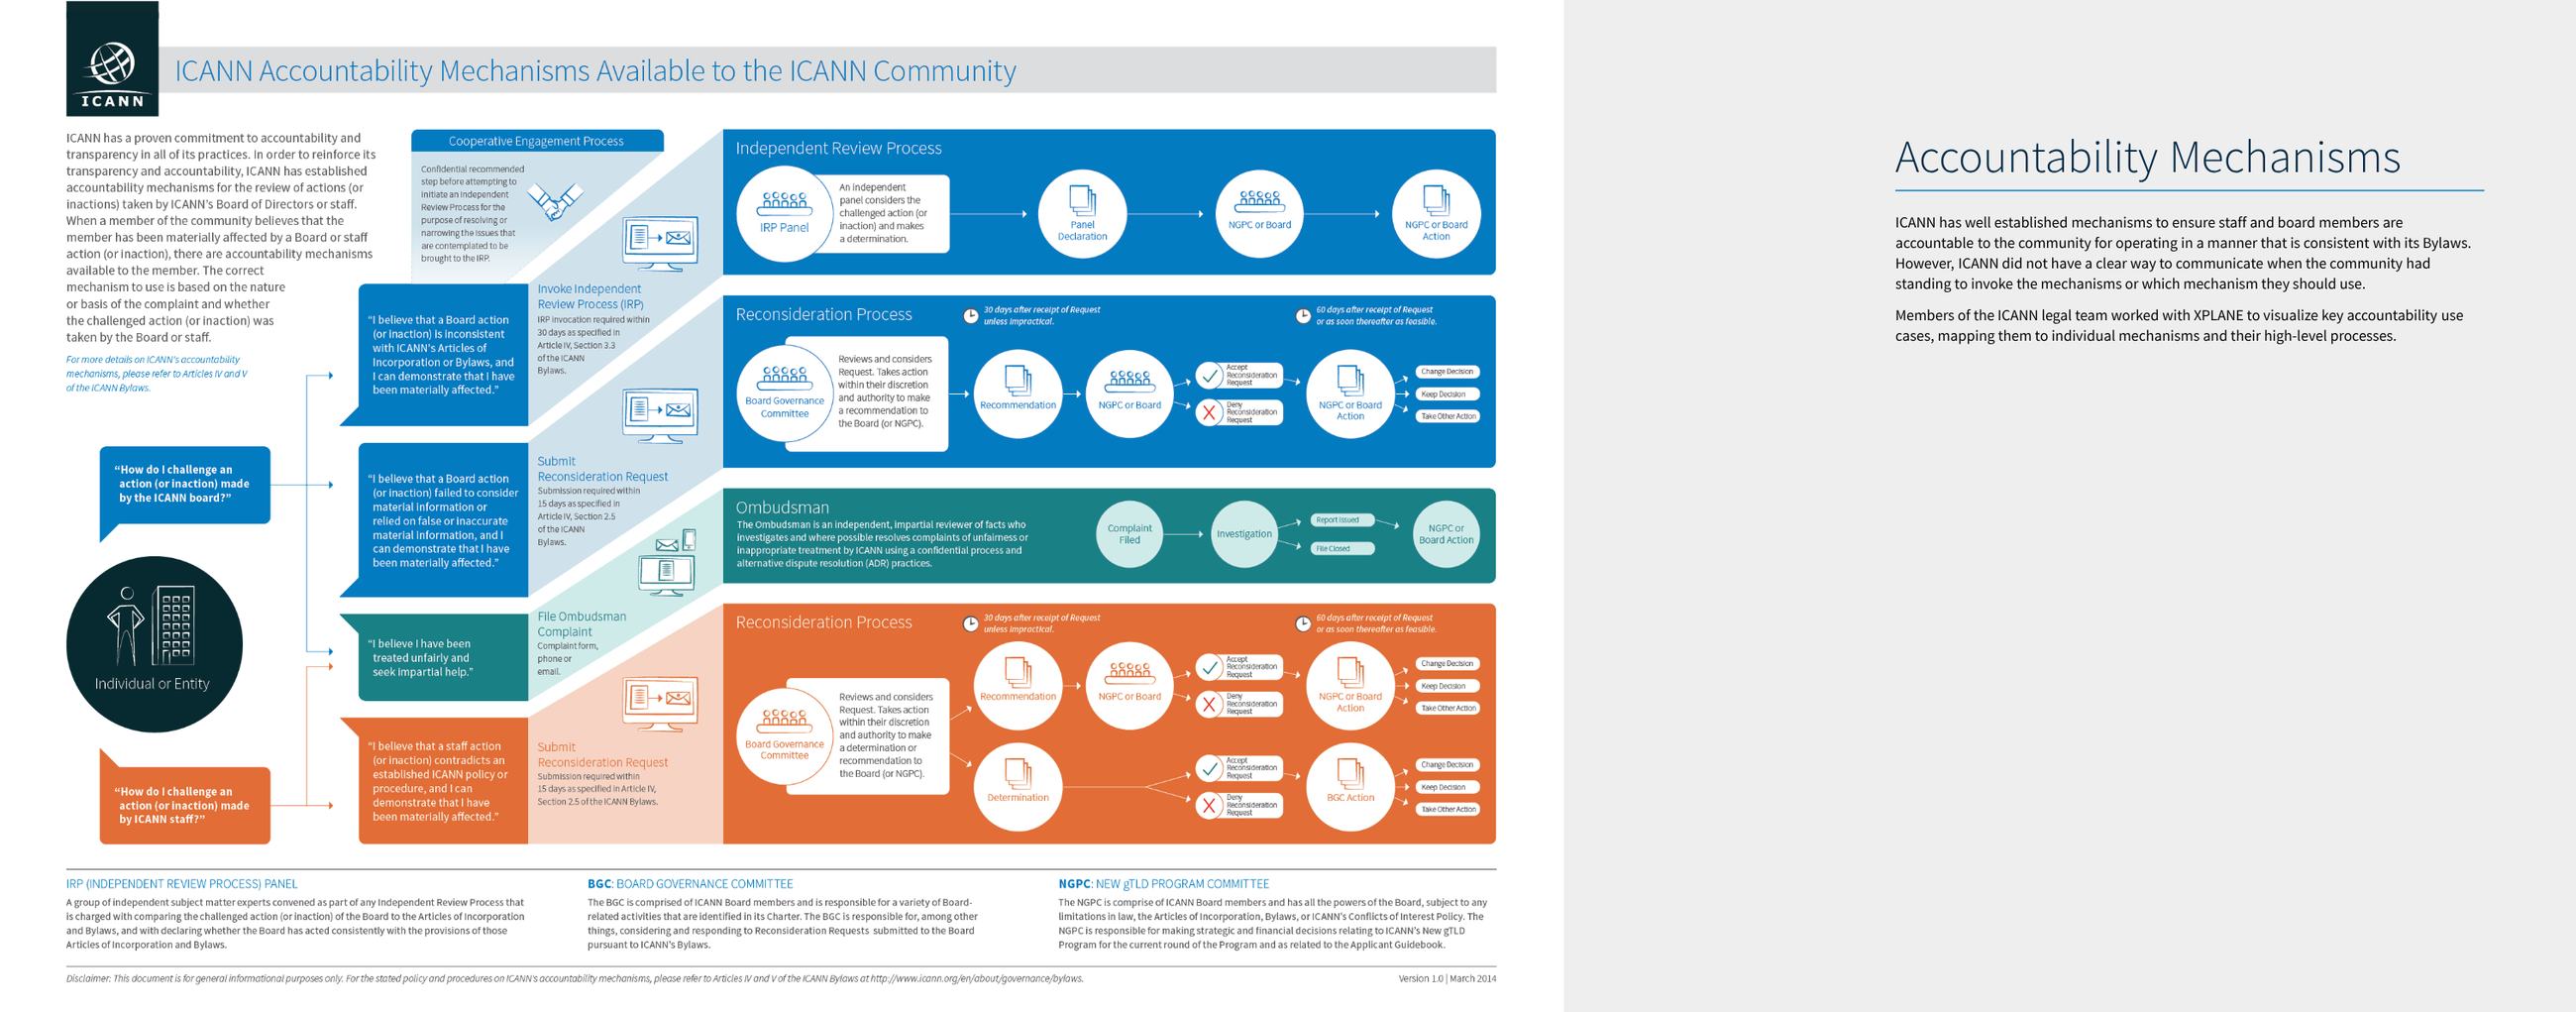 ICANN
ICANN Accountability Mechanisms Available to the ICANN Community
ICANN has a proven commitment to accountability and
transparency in all of its practices. In order to reinforce its
transparency and accountability, ICANN has established
accountability mechanisms for the review of actions (or
inactions) taken by ICANN's Board of Directors or staff.
When a member of the community believes that the
member has been materially affected by a Board or staff
action (or inaction), there are accountability mechanisms
available to the member. The correct
mechanism to use is based on the nature
or basis of the complaint and whether
the challenged action (or inaction) was
taken by the Board or staff.
For more details on ICANN's accountability
mechanisms, please refer to Articles IV and V
of the ICANN Bylaws.
“How do I challenge an
action (or inaction) made
by the ICANN board?”
Individual or Entity
“How do I challenge an
action (or inaction) made
by ICANN staff?”
Cooperative Engagement Process
Confidential recommended
step before attempting to
initiate an Independent
Review Process for the
purpose of resolving or
narrowing the issues that
are contemplated to be
brought to the IRP.
“I believe that a Board action
(or inaction) is inconsistent
with ICANN's Articles of
Incorporation or Bylaws, and
I can demonstrate that I have
been materially affected.”
Invoke Independent
Review Process (IRP)
IRP invocation required within
30 days as specified in
Article IV, Section 3.3
of the ICANN
Bylaws.
“I believe that a Board action
(or inaction) failed to consider
material information or
relied on false or inaccurate
material information, and I
can demonstrate that I have
been materially affected.”
Submit
Reconsideration Request
Submission required within
15 days as specified in
Article IV, Section 2.5
of the ICANN
Bylaws.
“I believe I have been
treated unfairly and
seek impartial help.”
File Ombudsman
Complaint
Complaint form,
phone or
email.
“I believe that a staff action
(or inaction) contradicts an
established ICANN policy or
procedure, and I can
demonstrate that I have
been materially affected.”
Submit
Reconsideration Request
Submission required within
15 days as specified in Article IV,
Section 2.5 of the ICANN Bylaws.
Independent Review Process
IRP Panel
An independent
panel considers the
challenged action (or
inaction) and makes
a determination.
Panel
Declaration
NGPC or Board
NGPC or Board
Action
Reconsideration Process
30 days after receipt of Request
unless impractical.
60 days after receipt of Request
or as soon thereafter as feasible.
Board Governance
Committee
Reviews and considers
Request. Takes action
within their discretion
and authority to make
a recommendation to
the Board (or NGPC).
Recommendation
NGPC or Board
Accept
Reconsideration
Request
Deny
Reconsideration
Request
NGPC or Board
Action
Change Decision
Keep Decision
Take Other Action
Ombudsman
The Ombudsman is an independent, impartial reviewer of facts who
investigates and where possible resolves complaints of unfairness or
inappropriate treatment by ICANN using a confidential process and
alternative dispute resolution (ADR) practices.
Complaint
Filed
Investigation
Report Issued
File Closed
NGPC or
Board Action
Reconsideration Process
30 days after receipt of Request
unless impractical.
60 days after receipt of Request
or as soon thereafter as feasible.
Board Governance
Committee
Reviews and considers
Request. Takes action
within their discretion
and authority to make
a determination or
recommendation to
the Board (or NGPC).
Recommendation
NGPC or Board
Accept
Reconsideration
Request
Deny
Reconsideration
Request
NGPC or Board
Action
Change Decision
Keep Decision
Take Other Action
Determination
Accept
Reconsideration
Request
Deny
Reconsideration
Request
BGC Action
Change Decision
Keep Decision
Take Other Action
IRP (INDEPENDENT REVIEW PROCESS) PANEL
A group of independent subject matter experts convened as part of any Independent Review Process that
is charged with comparing the challenged action (or inaction) of the Board to the Articles of Incorporation
and Bylaws, and with declaring whether the Board has acted consistently with the provisions of those
Articles of Incorporation and Bylaws.
BGC: BOARD GOVERNANCE COMMITTEE
The BGC is comprised of ICANN Board members and is responsible for a variety of Board-
related activities that are identified in its Charter. The BGC is responsible for, among other
things, considering and responding to Reconsideration Requests submitted to the Board
pursuant to ICANN's Bylaws.
NGPC: NEW gTLD PROGRAM COMMITTEE
The NGPC is comprise of ICANN Board members and has all the powers of the Board, subject to any
limitations in law, the Articles of Incorporation, Bylaws, or ICANN's Conflicts of Interest Policy. The
NGPC is responsible for making strategic and financial decisions relating to ICANN's New gTLD
Program for the current round of the Program and as related to the Applicant Guidebook.
Disclaimer: This document is for general informational purposes only. For the stated policy and procedures on ICANN's accountability mechanisms, please refer to Articles IV and V of the ICANN Bylaws at http://www.icann.org/en/about/governance/bylaws.
Version 1.0 | March 2014
Accountability Mechanisms
ICANN has well established mechanisms to ensure staff and board members are
accountable to the community for operating in a manner that is consistent with its Bylaws.
However, ICANN did not have a clear way to communicate when the community had
standing to invoke the mechanisms or which mechanism they should use.
Members of the ICANN legal team worked with XPLANE to visualize key accountability use
cases, mapping them to individual mechanisms and their high-level processes.